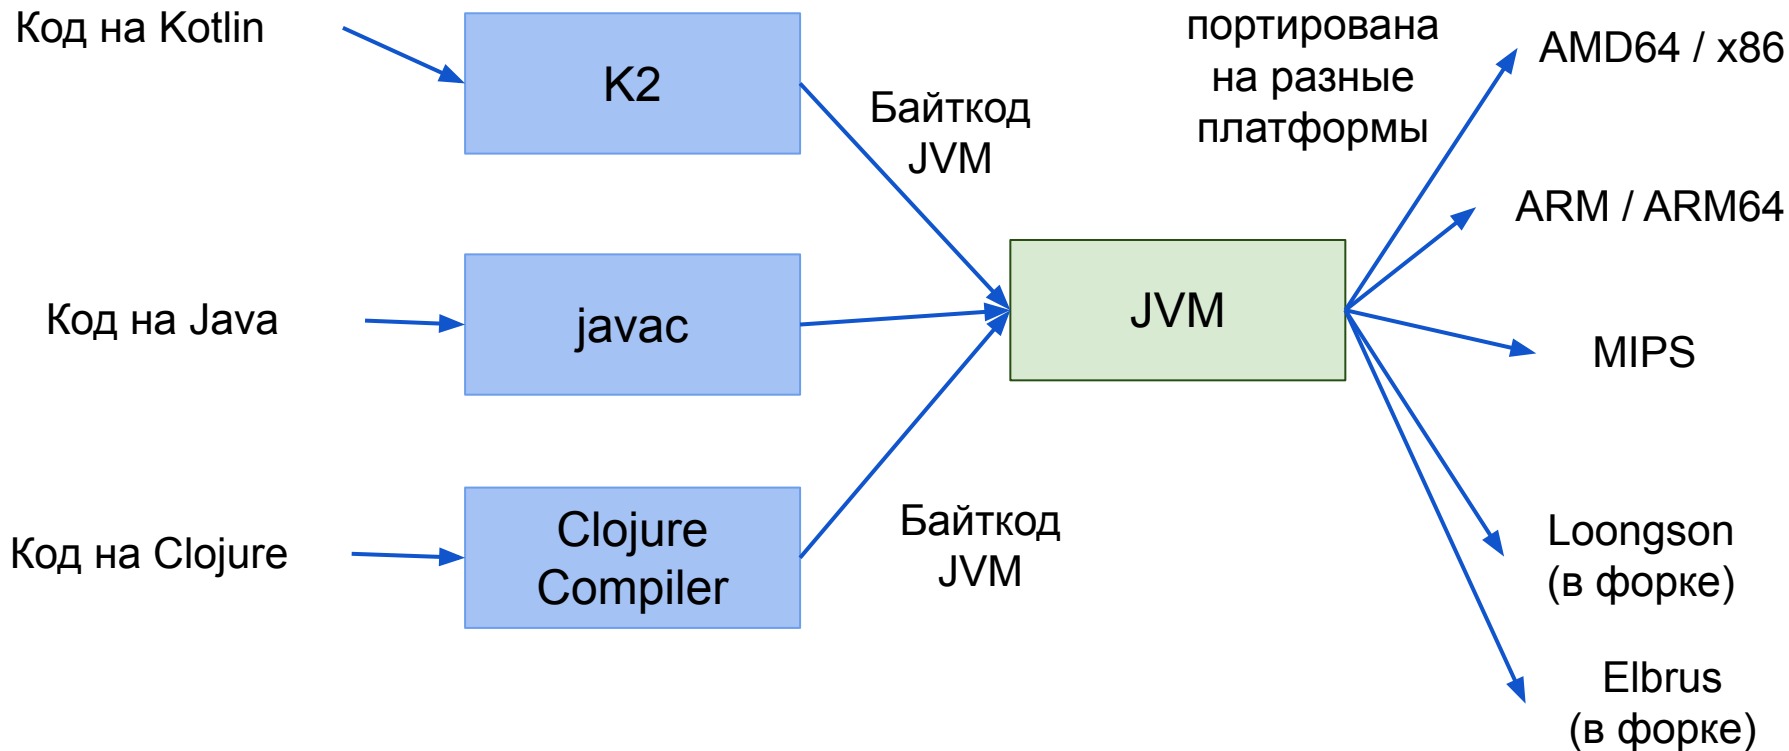 Код на Kotlin
K2
Байткод
JVM
портирована
на разные
платформы
AMD64 / x86
ARM / ARM64
Код на Java
javac
JVM
MIPS
Код на Clojure
Clojure
Compiler
Байткод
JVM
Loongson
(в форке)
Elbrus
(в форке)